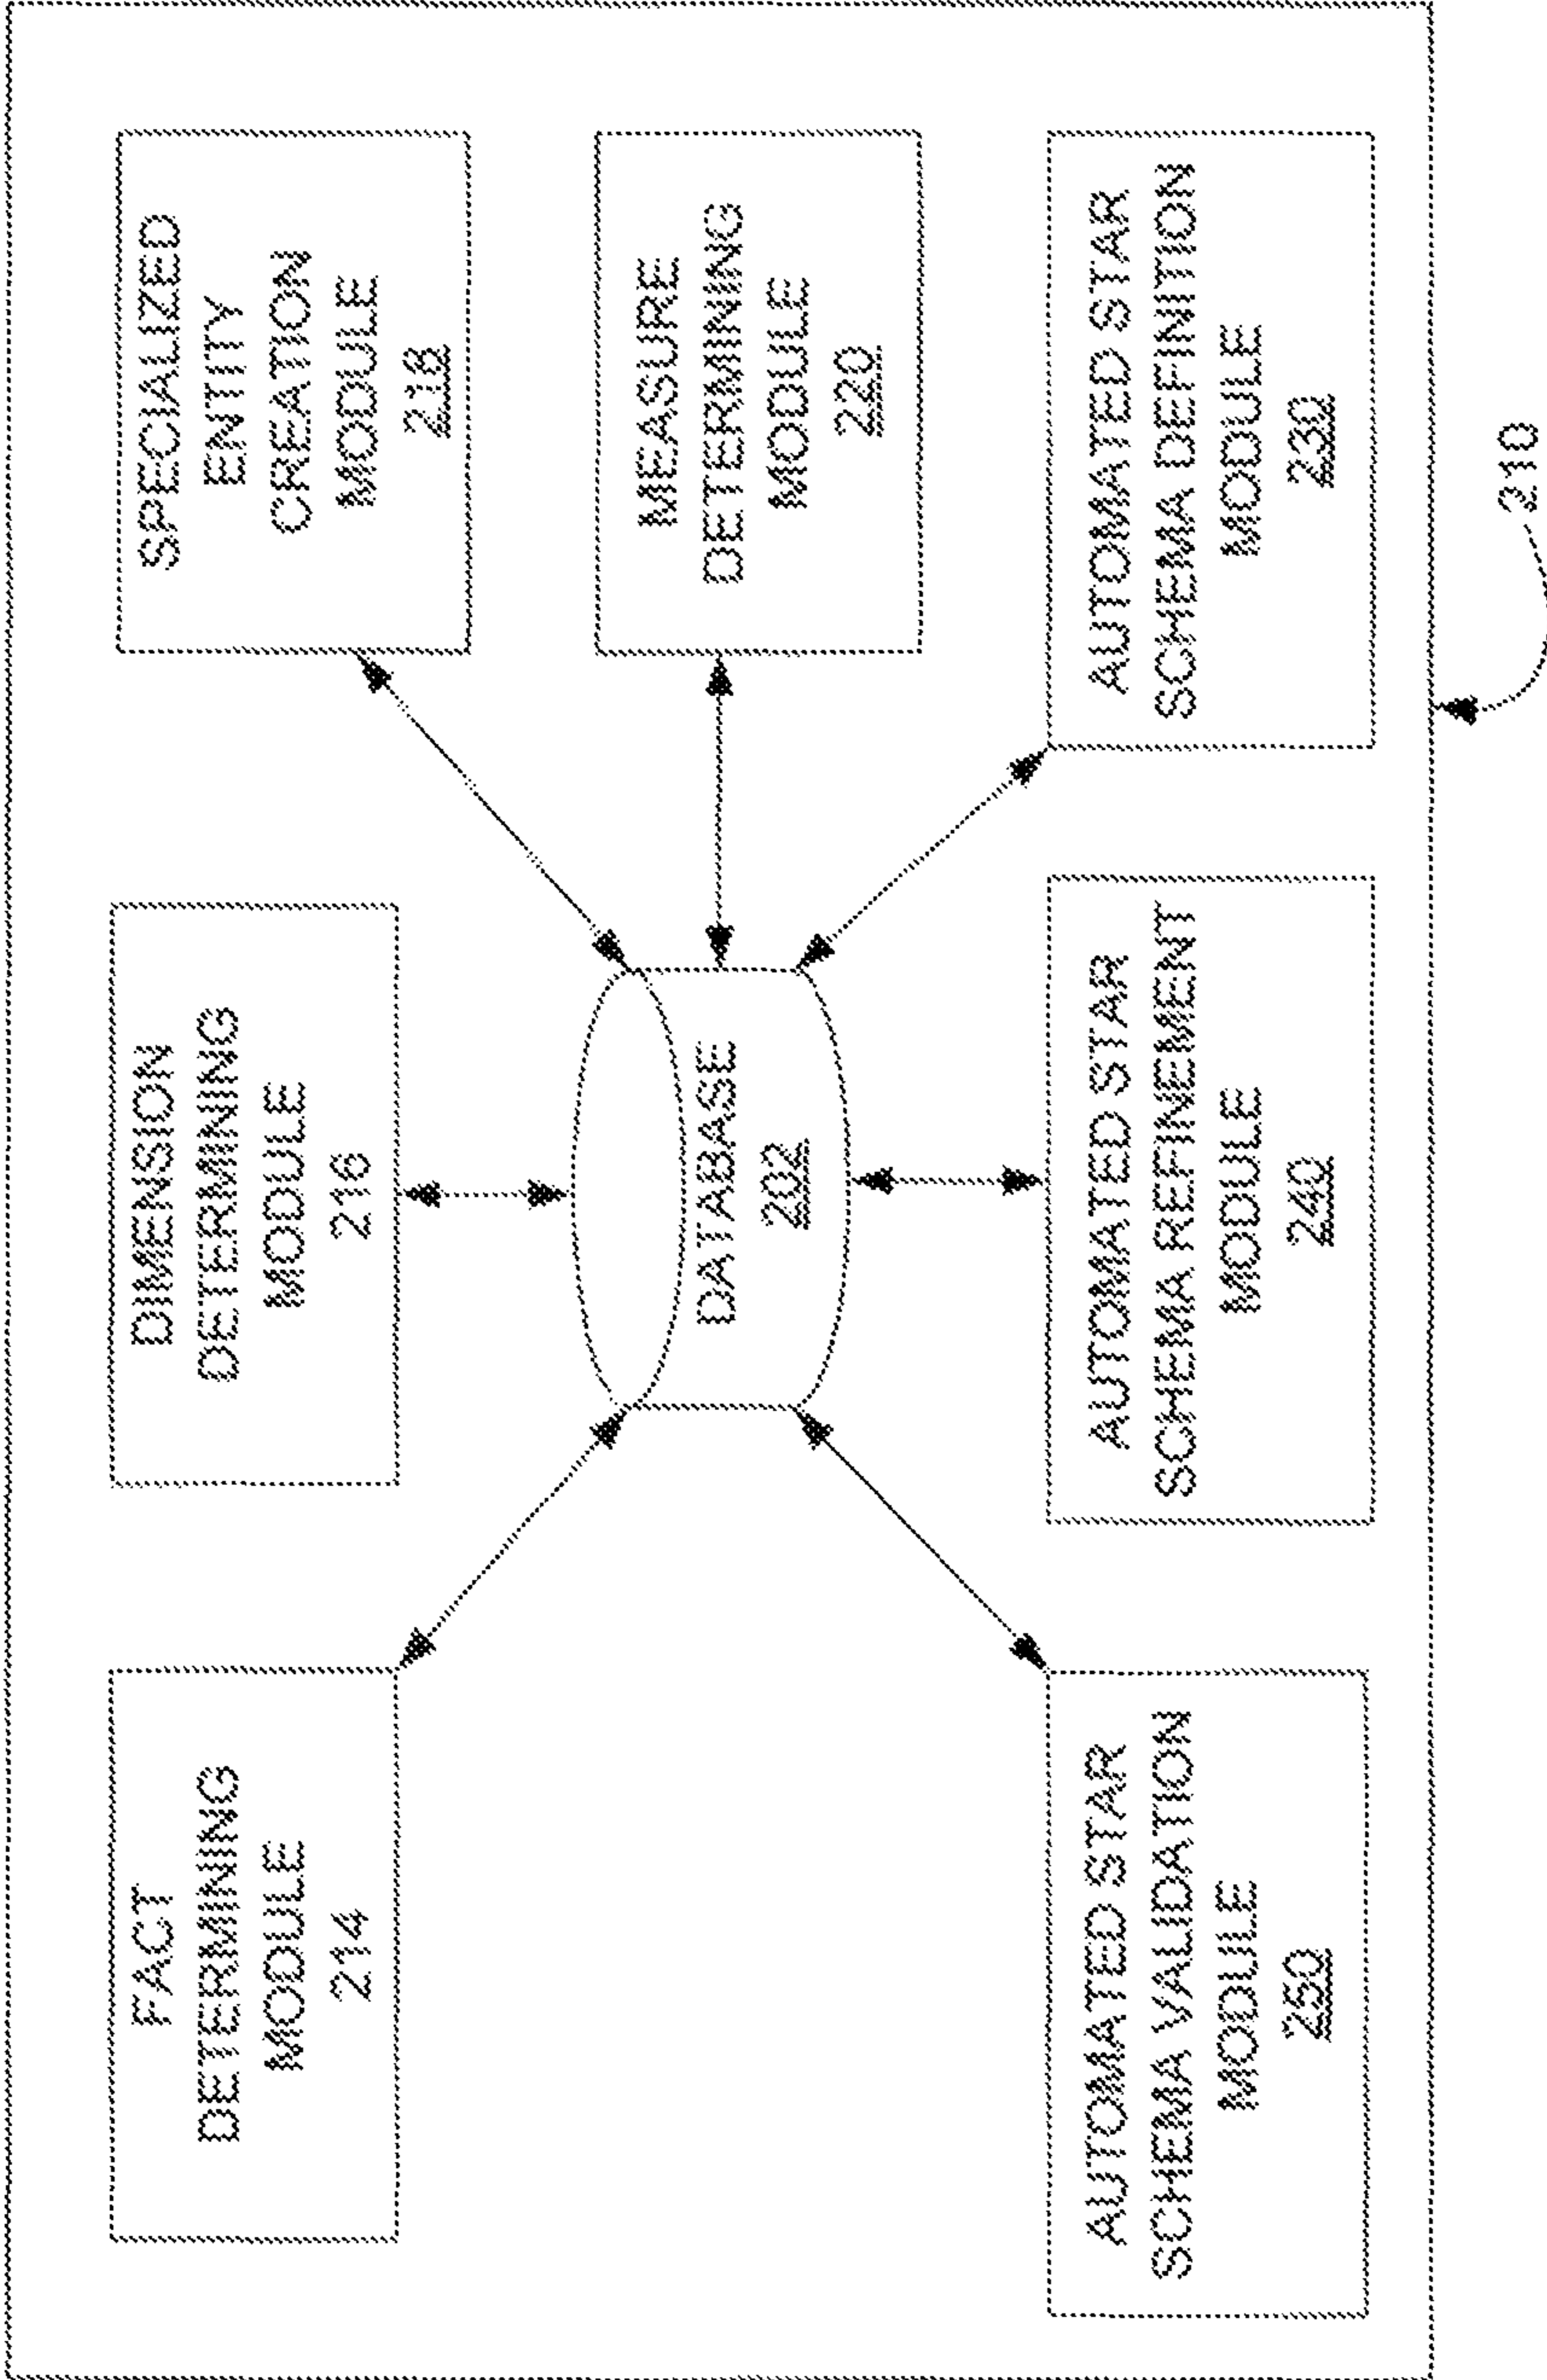 FACT
DETERMINING
MODULE
214
DIMENSION
DETERMINING
MODULE
216
SPECIALIZED
ENTITY
CREATION
MODULE
218
DATABASE
202
MEASURE
DETERMINING
MODULE
220
AUTOMATED STAR
SCHEMA VALIDATION
MODULE
250
AUTOMATED STAR
SCHEMA REFINEMENT
MODULE
240
AUTOMATED STAR
SCHEMA DEFINITION
MODULE
230
210